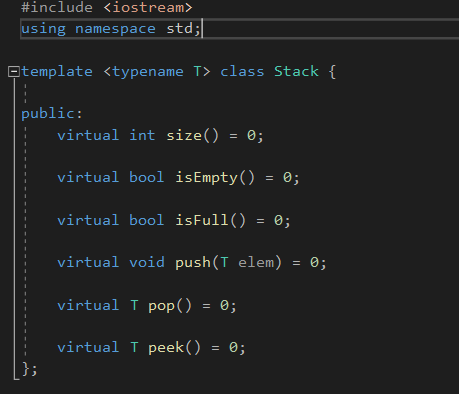 #include <iostream>
using namespace std;
template <typename T> class Stack {
public:
virtual int size() = 0;
virtual bool isEmpty() = 0;
virtual bool isFull() = 0;
virtual void push(T elem) = 0;
virtual T pop() = 0;
virtual T peek() = 0;
};